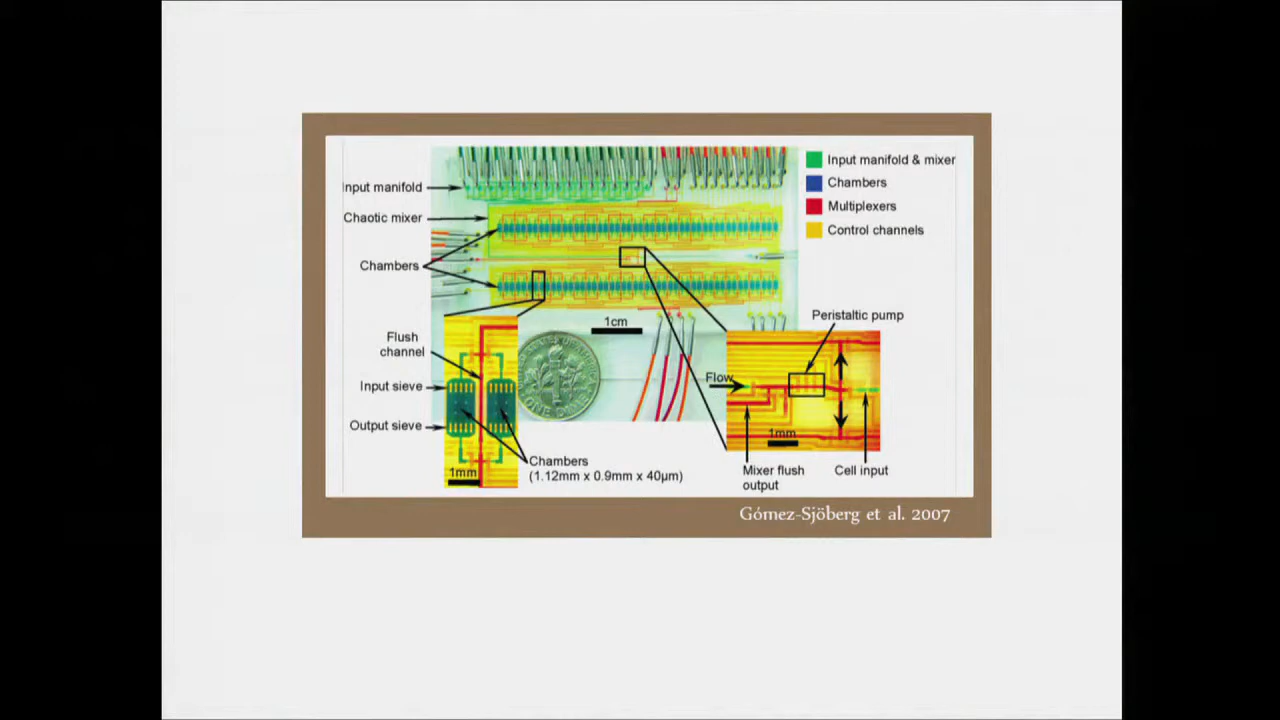 Input manifold
Chaotic mixer
Chambers
Flush
channel
Input sieve
Output sieve
1mm
1cm
ONE DIME
Chambers
(1.12mm x 0.9mm x 40µm)
Input manifold & mixer
Chambers
Multiplexers
Control channels
Peristaltic pump
Flow
1mm
Mixer flush
output
Cell input
Gómez-Sjöberg et al. 2007